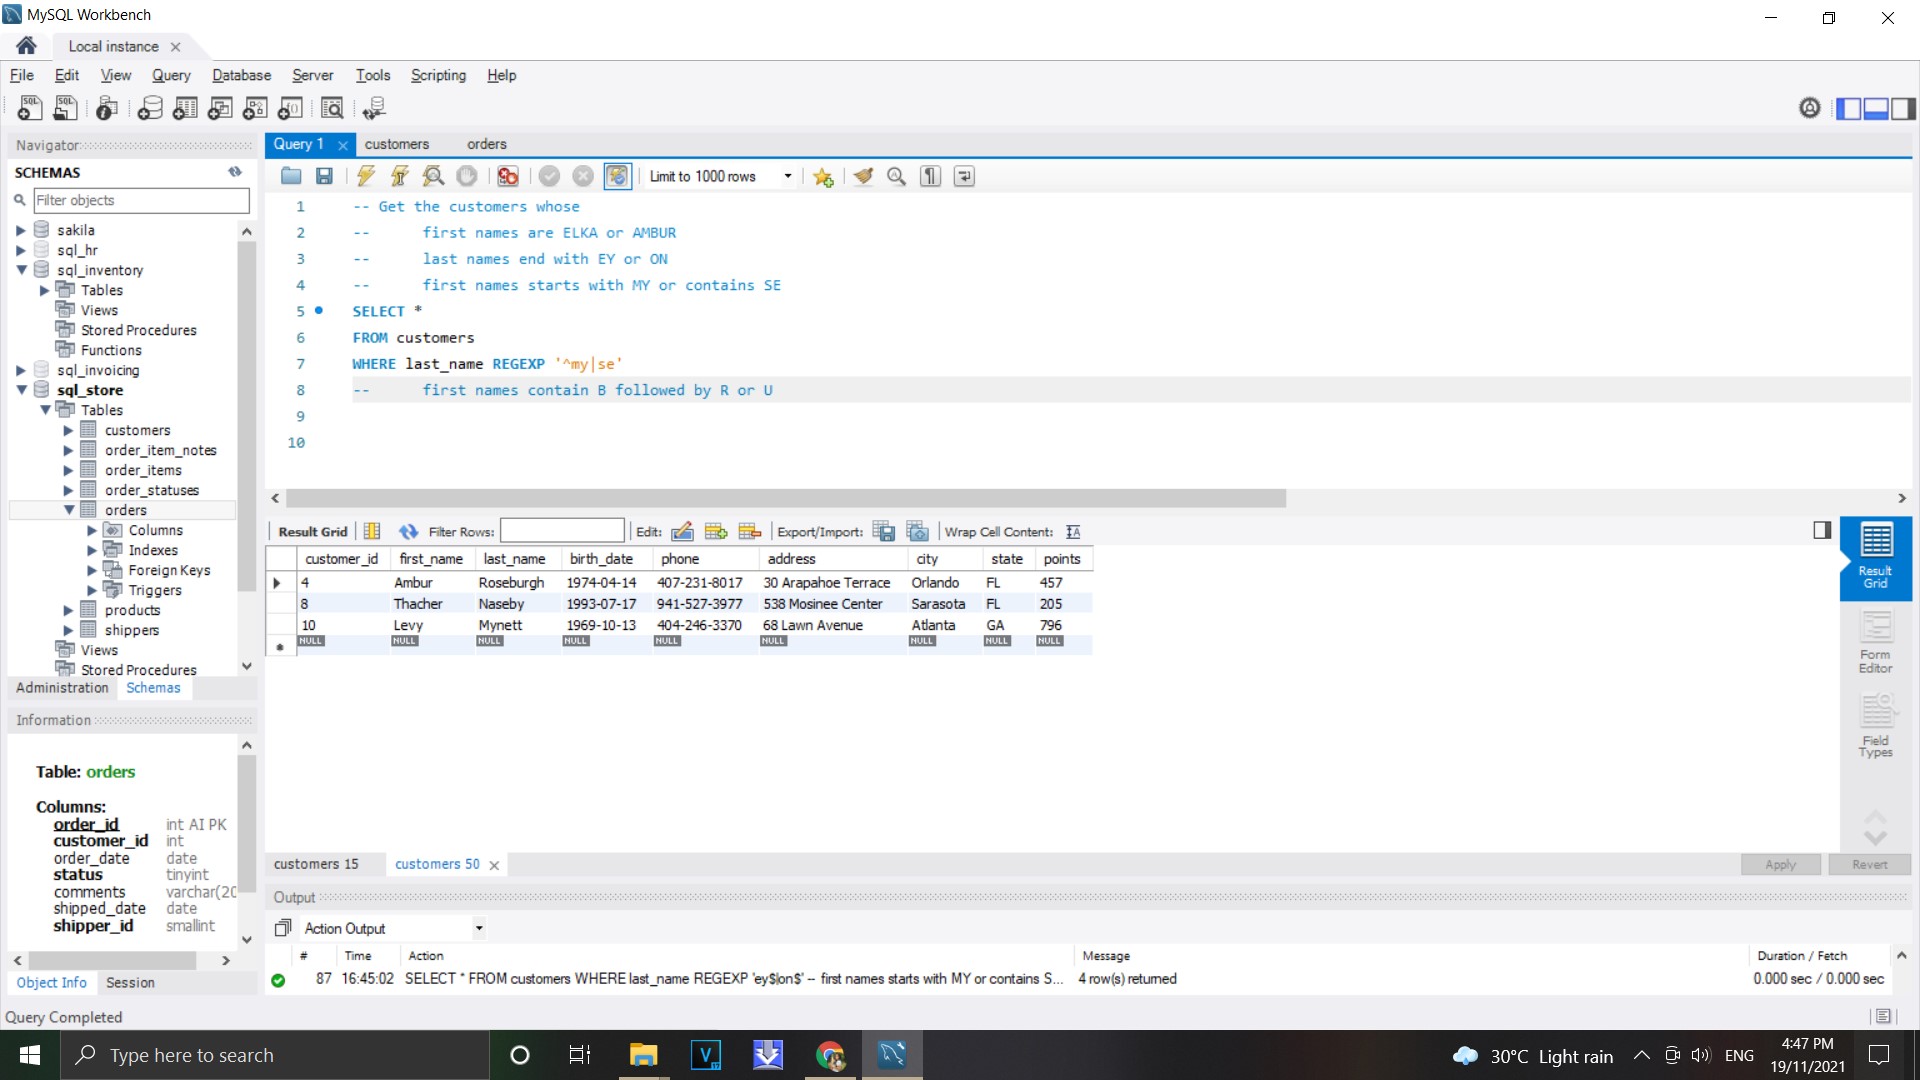 MySQL Workbench
Local instance
File Edit View Query Database Server Tools Scripting Help
Navigator
SCHEMAS
Filter objects
sakila
sql_hr
sql_inventory
Tables
Views
Stored Procedures
Functions
sql_invoicing
sql_store
Tables
customers
order_item_notes
order_items
order_statuses
orders
Columns
Indexes
Foreign Keys
Triggers
products
shippers
Views
Stored Procedures
Administration Schemas
Information
Table: orders
Columns:
order_id int AI PK
customer_id int
order_date date
status tinyint
comments varchar(20
shipped_date date
shipper_id smallint
Object Info Session
Query 1 customers orders
Limit to 1000 rows
1 -- Get the customers whose
2 -- first names are ELKA or AMBUR
3 -- last names end with EY or ON
4 -- first names starts with MY or contains SE
5 SELECT *
6 FROM customers
7 WHERE last_name REGEXP '^my|se'
8 -- first names contain B followed by R or U
9
10
Result Grid Filter Rows: Edit: Export/Import: Wrap Cell Content:
customer_id first_name last_name birth_date phone address city state points
4 Ambur Roseburgh 1974-04-14 407-231-8017 30 Arapahoe Terrace Orlando FL 457
8 Thacher Naseby 1993-07-17 941-527-3977 538 Mosinee Center Sarasota FL 205
10 Levy Mynett 1969-10-13 404-246-3370 68 Lawn Avenue Atlanta GA 796
NULL NULL NULL NULL NULL NULL NULL NULL NULL
Result
Grid
Form
Editor
Field
Types
customers 15 customers 50
Apply Revert
Output
Action Output
# Time Action Message Duration / Fetch
87 16:45:02 SELECT * FROM customers WHERE last_name REGEXP 'ey$|on$' -- first names starts with MY or contains S... 4 row(s) returned 0.000 sec / 0.000 sec
Query Completed
Type here to search
30°C Light rain
ENG
4:47 PM
19/11/2021